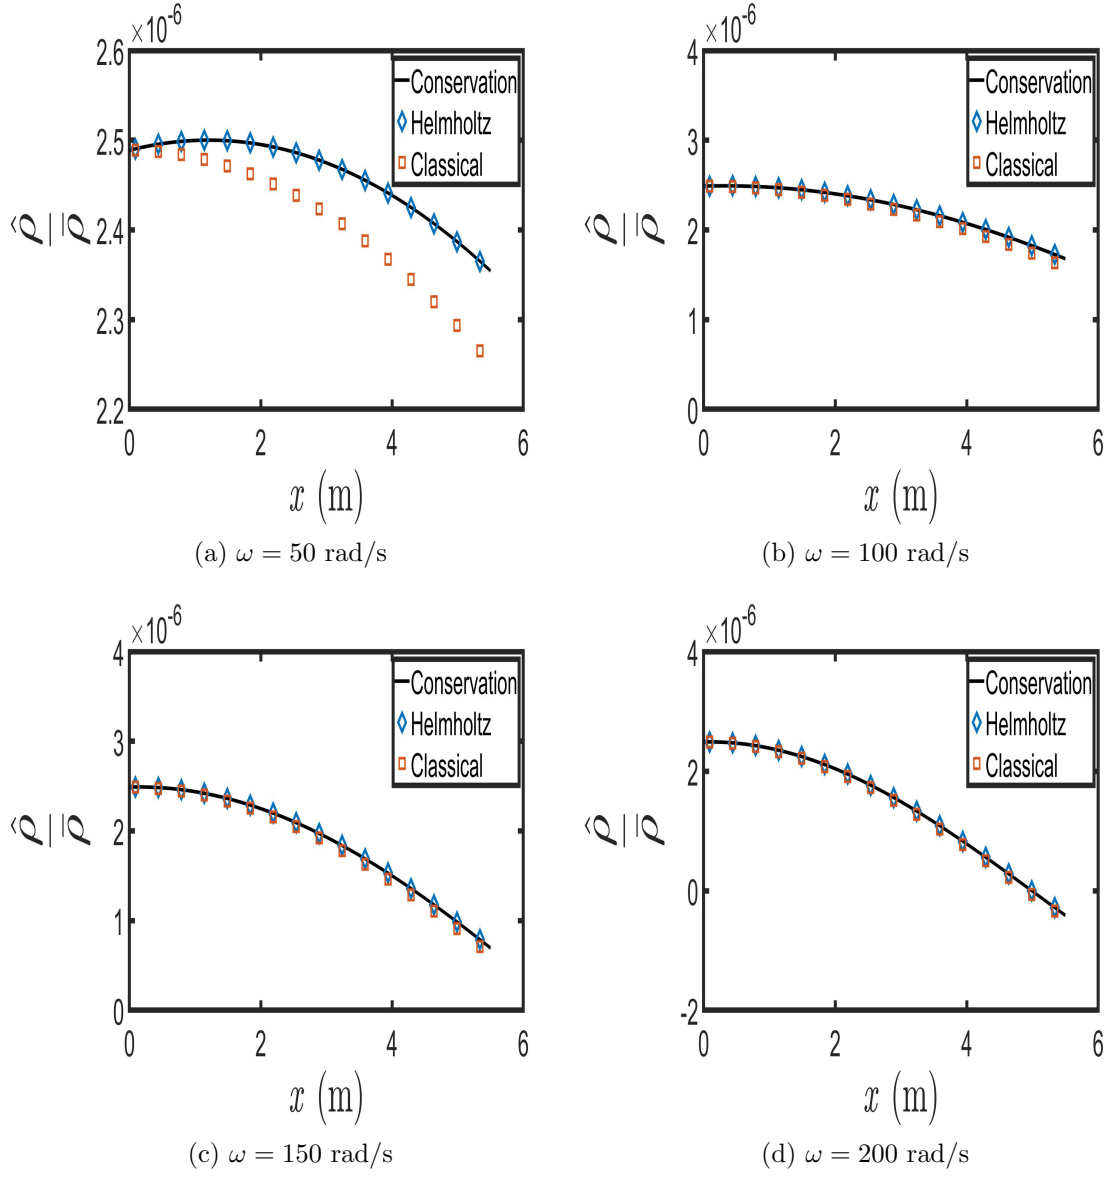 ×10-6
2.6
2.5
2.4
2.3
2.2
0 2 4 6
ρ̂/ρ̄
x (m)
Conservation
Helmholtz
Classical
(a) ω = 50 rad/s
×10-6
4
3
2
1
0
0 2 4 6
ρ̂/ρ̄
x (m)
Conservation
Helmholtz
Classical
(b) ω = 100 rad/s
×10-6
4
3
2
1
0
0 2 4 6
ρ̂/ρ̄
x (m)
Conservation
Helmholtz
Classical
(c) ω = 150 rad/s
×10-6
4
2
0
-2
0 2 4 6
ρ̂/ρ̄
x (m)
Conservation
Helmholtz
Classical
(d) ω = 200 rad/s